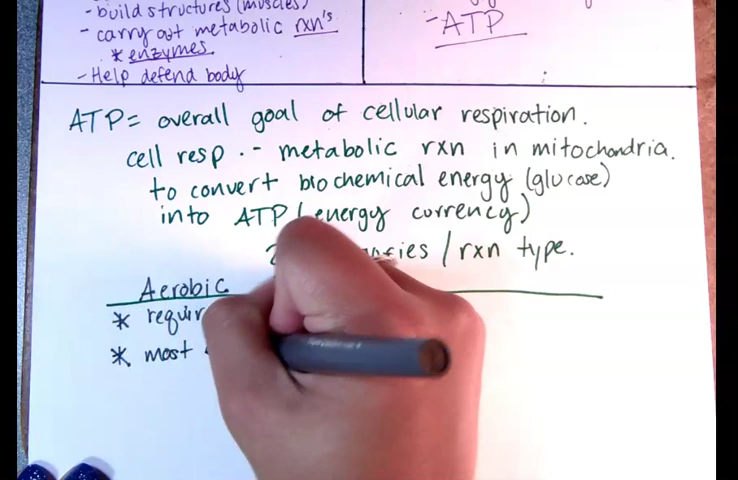 - build structures (muscles)
- carry out metabolic rxn's
* enzymes
- Help defend body
- ATP
ATP = overall goal of cellular respiration.
cell resp. - metabolic rxn in mitochondria.
to convert biochemical energy (glucose)
into ATP (energy currency)
/ rxn type.
Aerobic
*
* most